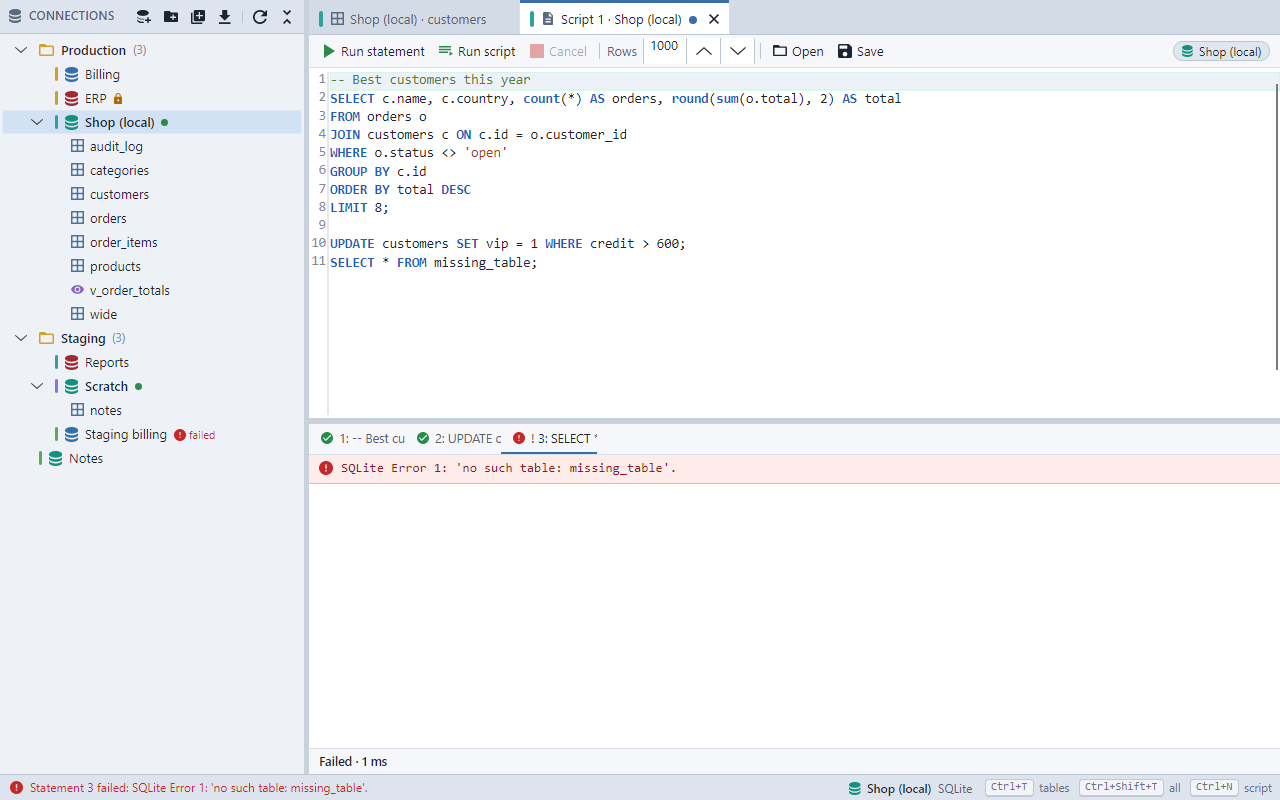 CONNECTIONS
Production (3)
Billing
ERP
Shop (local)
audit_log
categories
customers
orders
order_items
products
v_order_totals
wide
Staging (3)
Reports
Scratch
notes
Staging billing failed
Notes
Shop (local) · customers
Script 1 · Shop (local)
Run statement Run script Cancel Rows 1000 Open Save Shop (local)
1 -- Best customers this year
2 SELECT c.name, c.country, count(*) AS orders, round(sum(o.total), 2) AS total
3 FROM orders o
4 JOIN customers c ON c.id = o.customer_id
5 WHERE o.status <> 'open'
6 GROUP BY c.id
7 ORDER BY total DESC
8 LIMIT 8;
9
10 UPDATE customers SET vip = 1 WHERE credit > 600;
11 SELECT * FROM missing_table;
1: -- Best cu 2: UPDATE c ! 3: SELECT *
SQLite Error 1: 'no such table: missing_table'.
Failed · 1 ms
Statement 3 failed: SQLite Error 1: 'no such table: missing_table'.
Shop (local) SQLite Ctrl+T tables Ctrl+Shift+T all Ctrl+N script